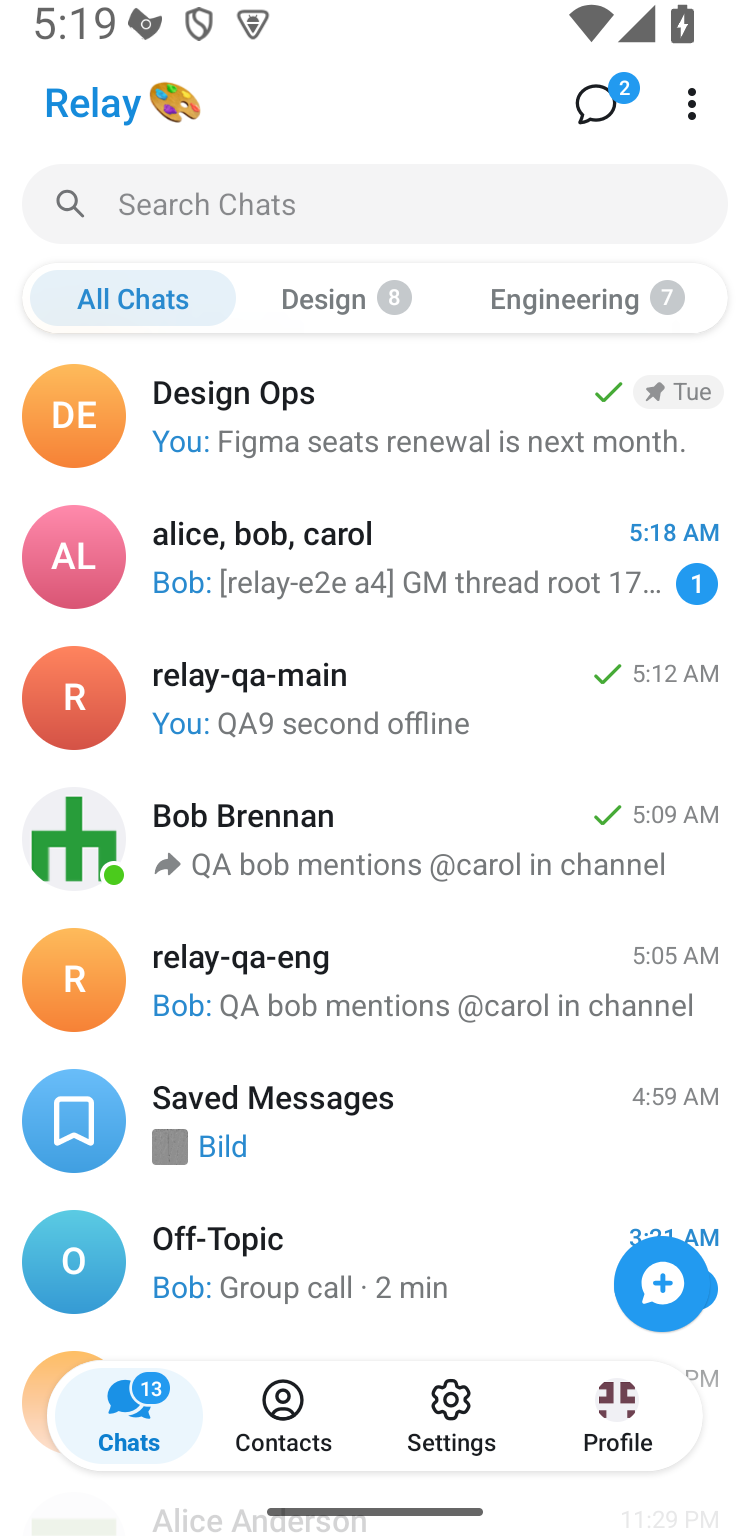 5:19
Relay 🎨
2
Search Chats
All Chats
Design 8
Engineering 7
DE
Design Ops
Tue
You: Figma seats renewal is next month.
AL
alice, bob, carol
5:18 AM
Bob: [relay-e2e a4] GM thread root 17...
1
R
relay-qa-main
5:12 AM
You: QA9 second offline
Bob Brennan
5:09 AM
QA bob mentions @carol in channel
R
relay-qa-eng
5:05 AM
Bob: QA bob mentions @carol in channel
Saved Messages
4:59 AM
Bild
O
Off-Topic
AM
Bob: Group call · 2 min
PM
13
Chats
Contacts
Settings
Profile
Alice Anderson
11:29 PM